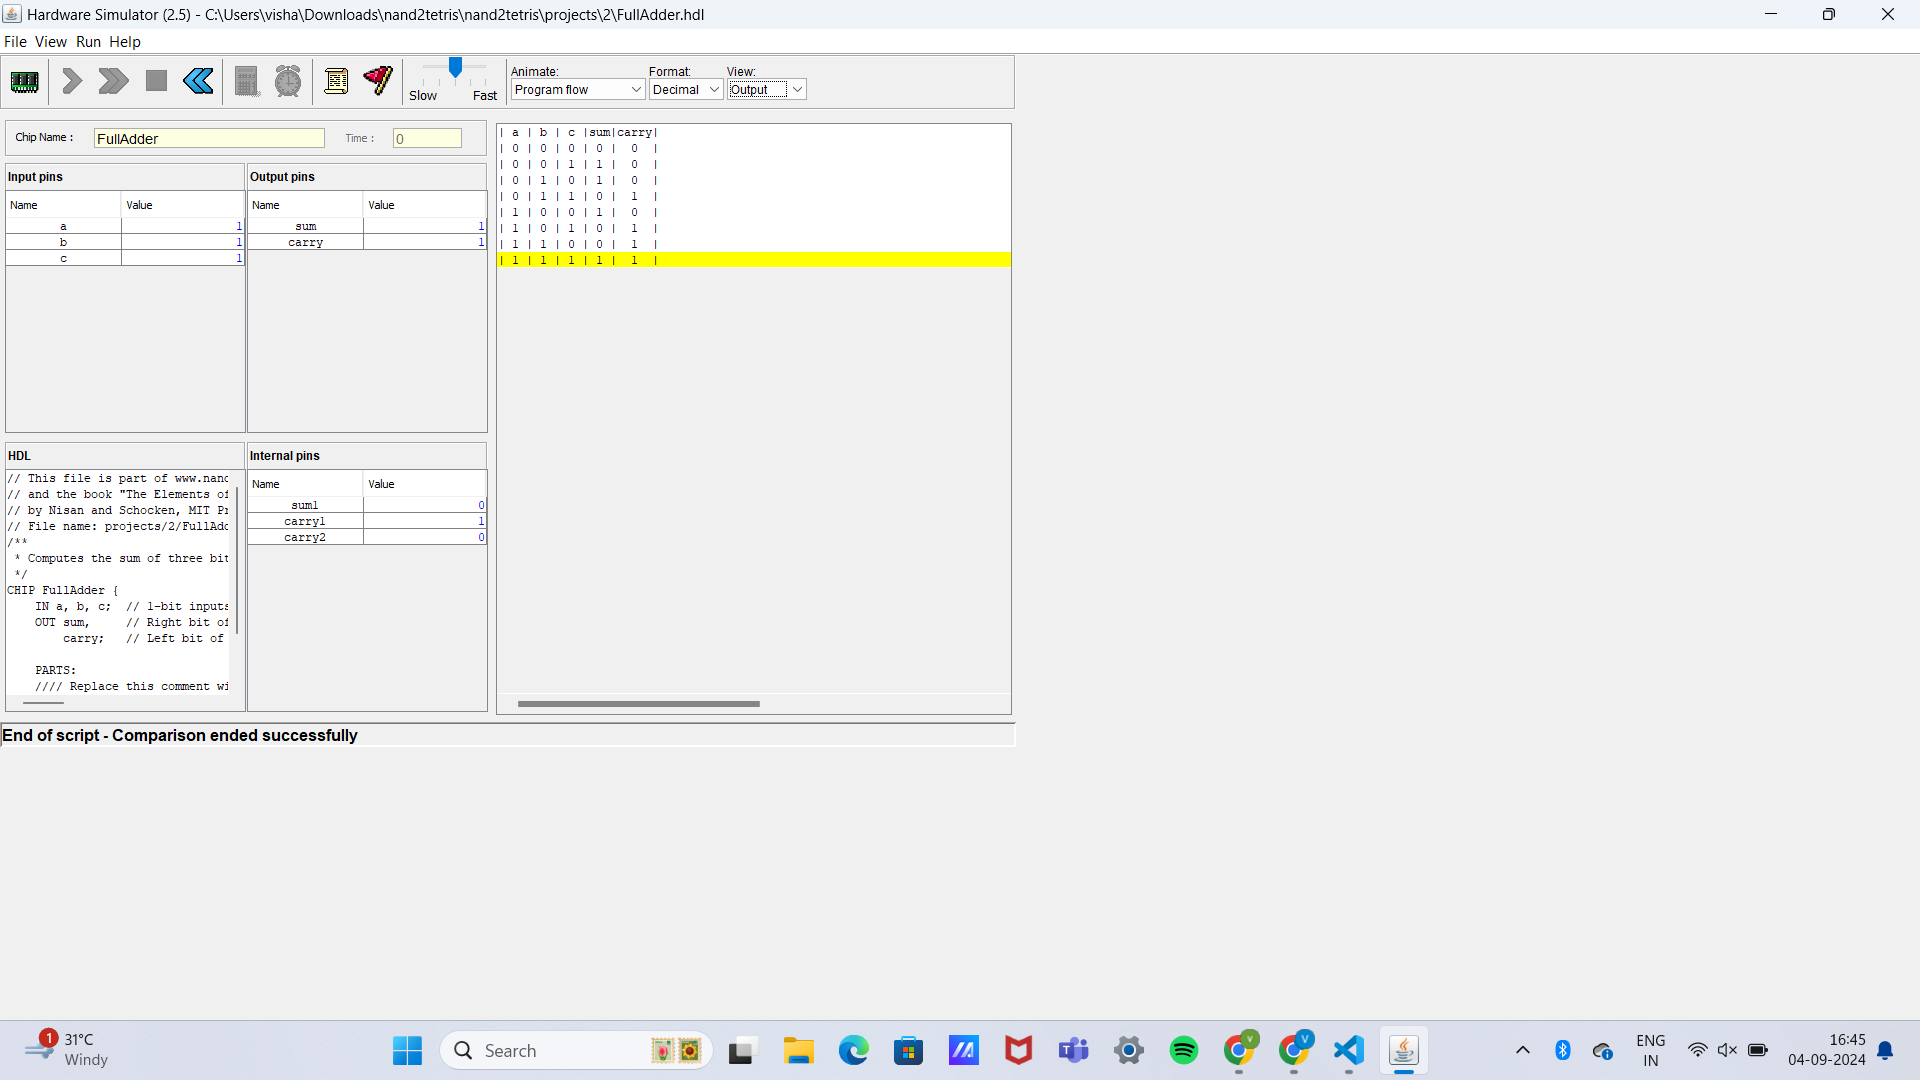 Hardware Simulator (2.5) - C:\Users\visha\Downloads\nand2tetris\nand2tetris\projects\2\FullAdder.hdl
File View Run Help
Slow Fast
Animate: Format: View:
Program flow Decimal Output
Chip Name : FullAdder Time : 0
Input pins
Name Value
a 1
b 1
c 1
Output pins
Name Value
sum 1
carry 1
| a | b | c |sum|carry|
| 0 | 0 | 0 | 0 | 0 |
| 0 | 0 | 1 | 1 | 0 |
| 0 | 1 | 0 | 1 | 0 |
| 0 | 1 | 1 | 0 | 1 |
| 1 | 0 | 0 | 1 | 0 |
| 1 | 0 | 1 | 0 | 1 |
| 1 | 1 | 0 | 0 | 1 |
| 1 | 1 | 1 | 1 | 1 |
HDL
// This file is part of www.nand
// and the book "The Elements of
// by Nisan and Schocken, MIT Pr
// File name: projects/2/FullAdd
/**
* Computes the sum of three bit
*/
CHIP FullAdder {
IN a, b, c; // 1-bit inputs
OUT sum, // Right bit of
carry; // Left bit of
PARTS:
//// Replace this comment wi
Internal pins
Name Value
sum1 0
carry1 1
carry2 0
End of script - Comparison ended successfully
1
31°C
Windy
Search
V
V
ENG
IN
16:45
04-09-2024